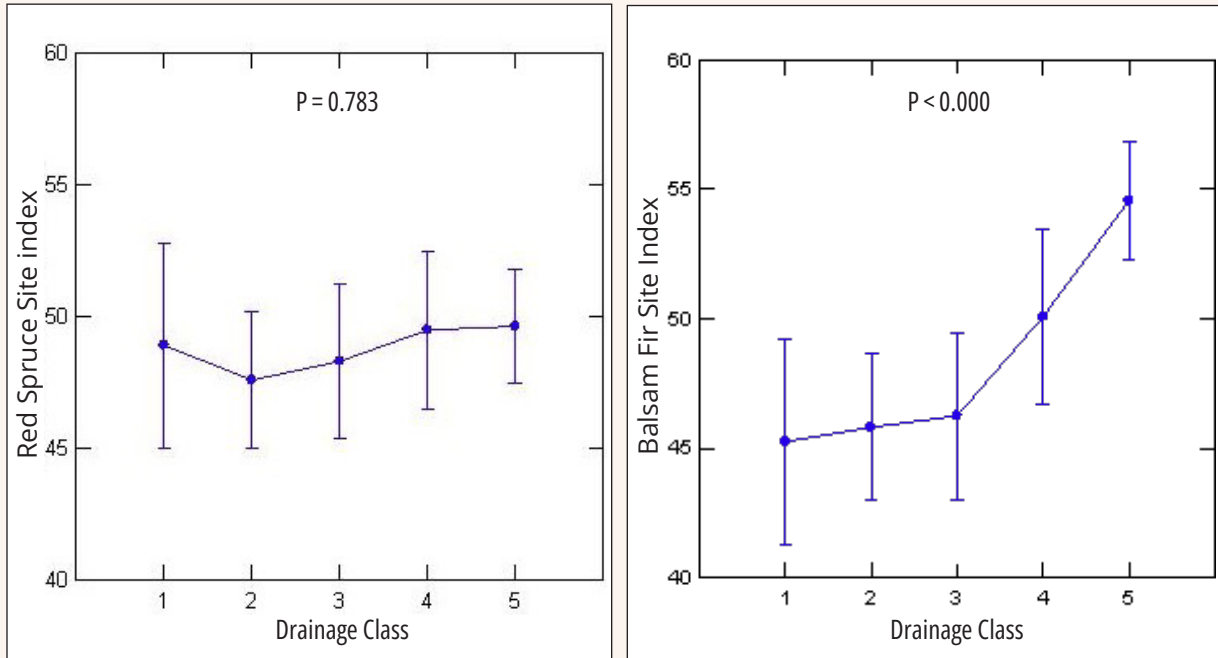 60
P = 0.783
55
50
45
40
Red Spruce Site index
1 2 3 4 5
Drainage Class
60
P < 0.000
55
50
45
40
Balsam Fir Site Index
1 2 3 4 5
Drainage Class